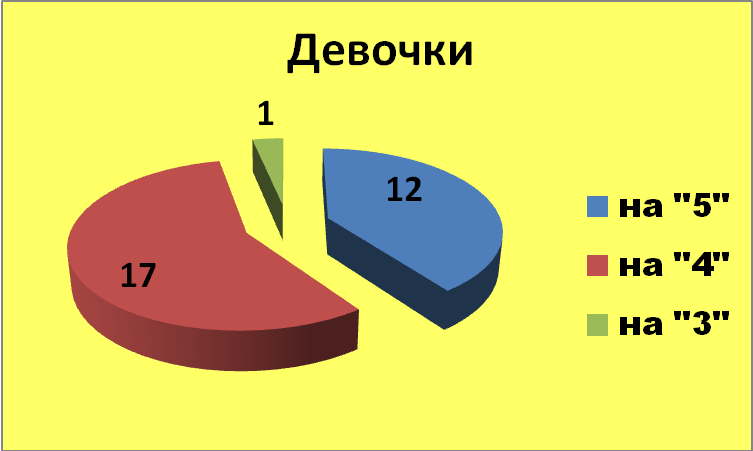 Девочки
1
12
17
на "5"
на "4"
на "3"